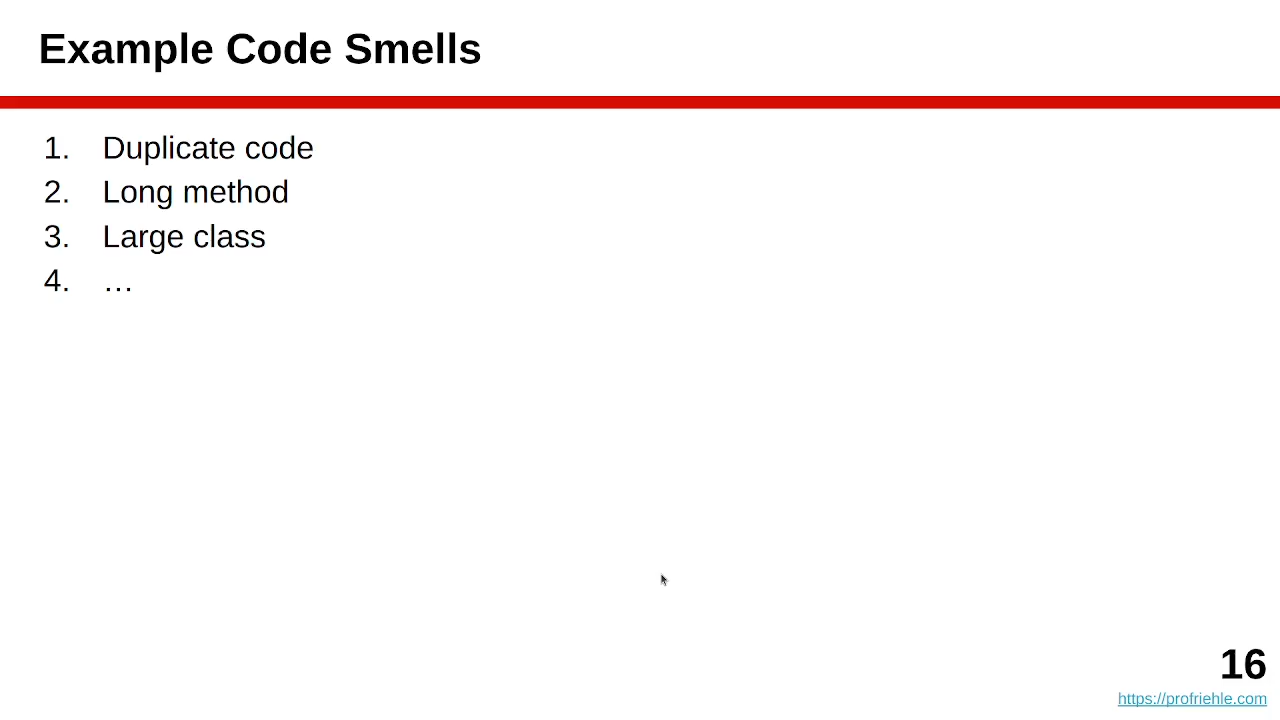 Example Code Smells
1. Duplicate code
2. Long method
3. Large class
4. …
16
https://profriehle.com